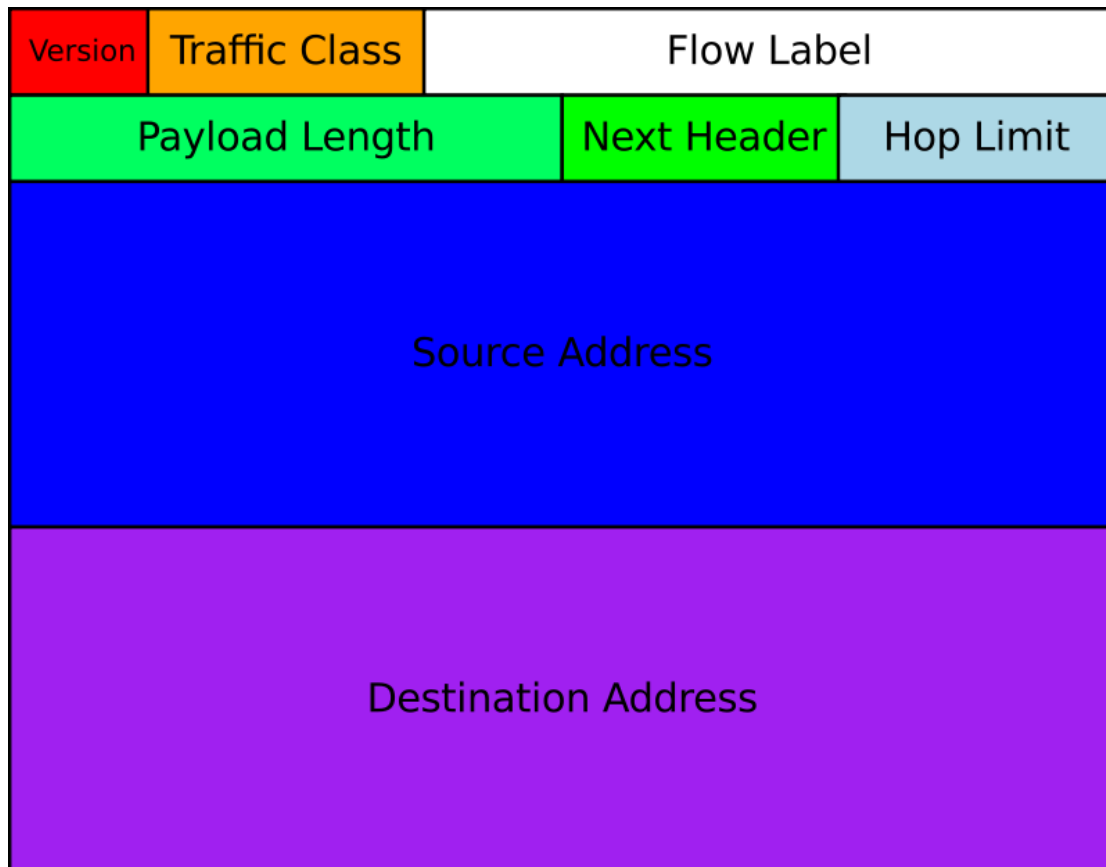 Version Traffic Class Flow Label
Payload Length Next Header Hop Limit
Source Address
Destination Address